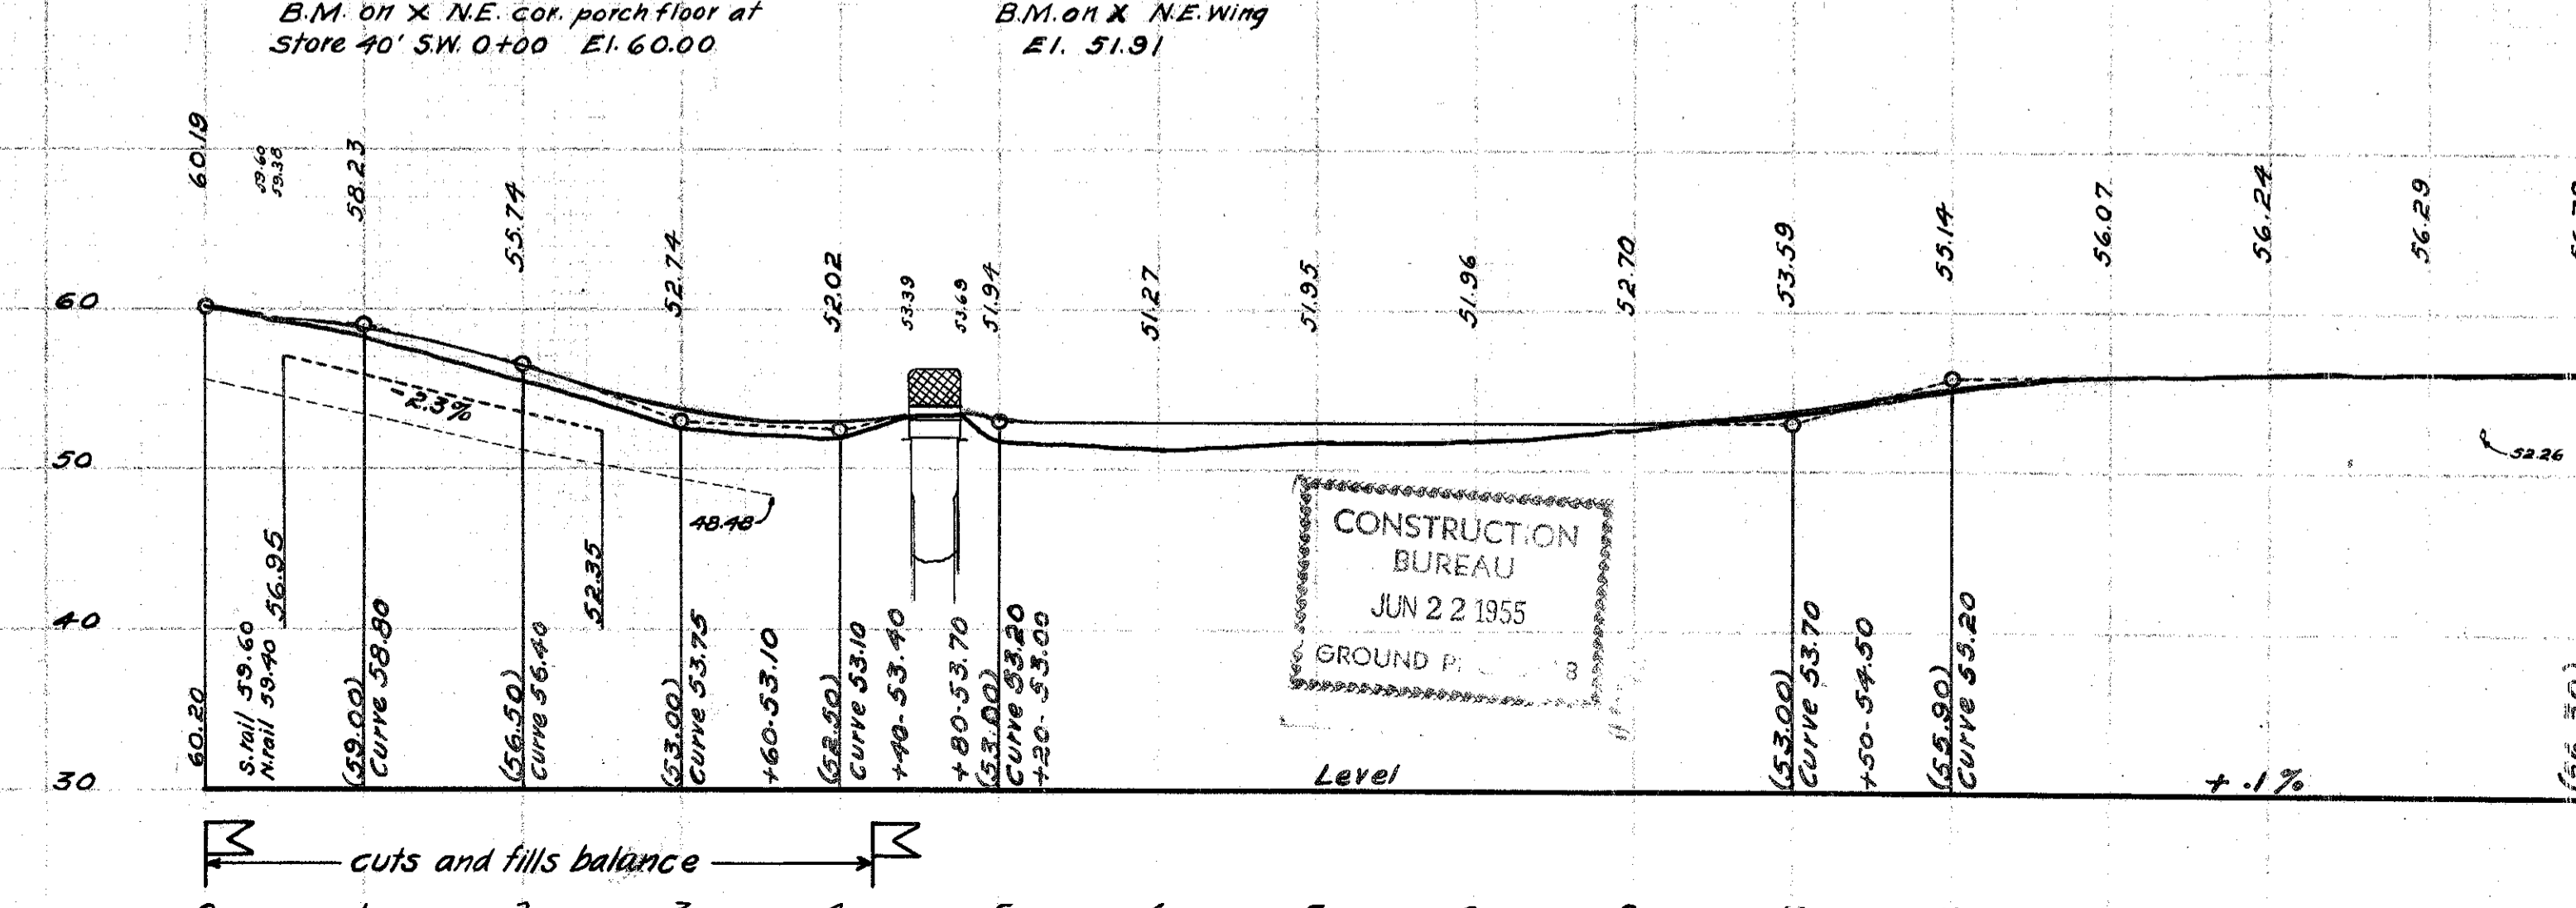 B.M. on X N.E. cor. porch floor at
Store 40' S.W. 0+00 El. 60.00
B.M. on X N.E. Wing
El. 51.91
60.19
59.60
59.38
58.23
55.74
52.74
52.02
53.39
53.69
51.94
51.27
51.95
51.96
52.70
53.59
55.14
56.07
56.24
56.29
60
50
40
30
-2.3%
48.48
52.26
56.95
52.35
CONSTRUCTION
BUREAU
JUN 22 1955
GROUND
8
60.20
S. rail 59.60
N. rail 59.40
(59.00)
Curve 58.80
(56.50)
Curve 56.40
(53.00)
Curve 53.75
+60-53.10
(52.50)
Curve 53.10
+40-53.40
+80-53.70
(53.00)
Curve 53.20
+20-53.00
Level
(53.00)
Curve 53.70
+50-54.50
(55.90)
Curve 55.20
+ .1%
cuts and fills balance